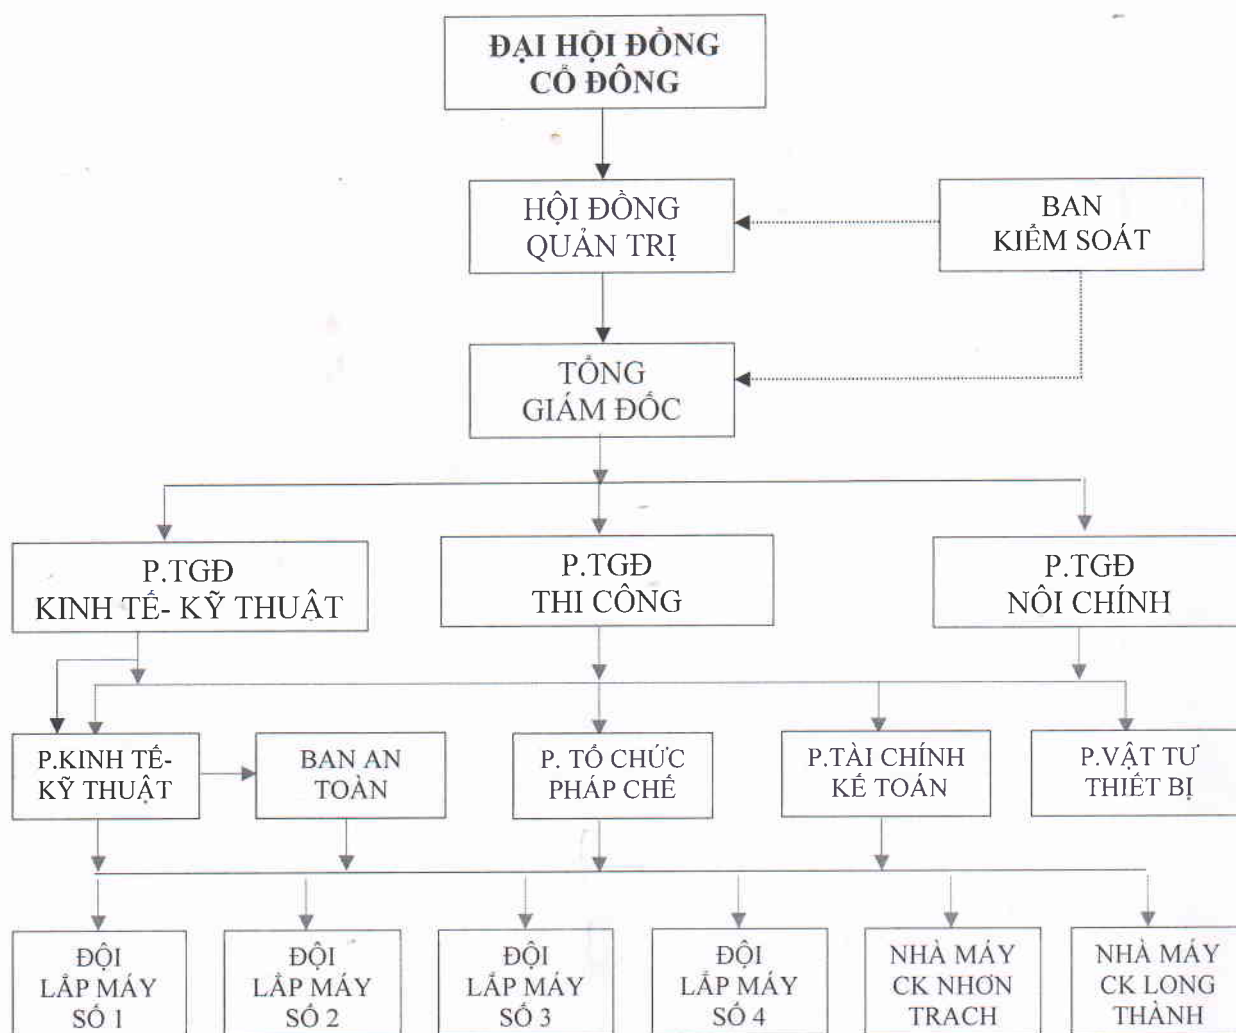 ĐẠI HỘI ĐỒNG
CỔ ĐÔNG
HỘI ĐỒNG
QUẢN TRỊ
BAN
KIỂM SOÁT
TỔNG
GIÁM ĐỐC
P.TGĐ
KINH TẾ- KỸ THUẬT
P.TGĐ
THI CÔNG
P.TGĐ
NÔI CHÍNH
P.KINH TẾ-
KỸ THUẬT
BAN AN
TOÀN
P. TỔ CHỨC
PHÁP CHẾ
P.TÀI CHÍNH
KẾ TOÁN
P.VẬT TƯ
THIẾT BỊ
ĐỘI
LẮP MÁY
SỐ 1
ĐỘI
LẮP MÁY
SỐ 2
ĐỘI
LẮP MÁY
SỐ 3
ĐỘI
LẮP MÁY
SỐ 4
NHÀ MÁY
CK NHƠN
TRẠCH
NHÀ MÁY
CK LONG
THÀNH